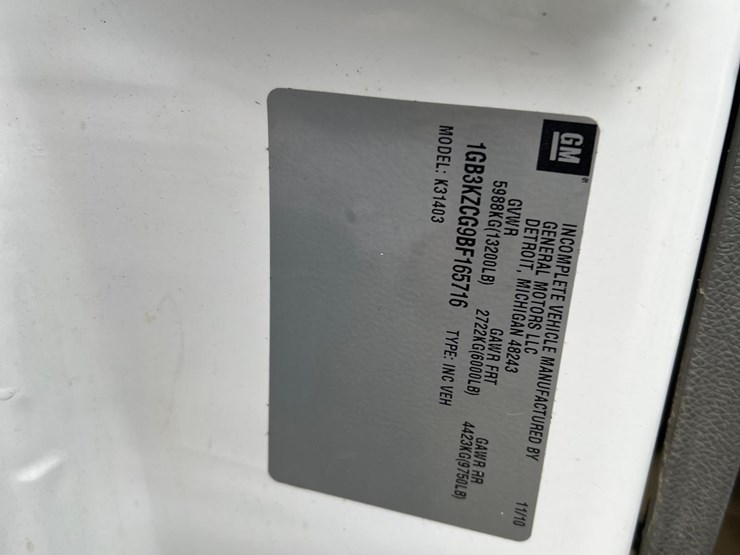 GM
INCOMPLETE VEHICLE MANUFACTURED BY
GENERAL MOTORS LLC
DETROIT, MICHIGAN 48243
11/10
GVWR GAWR FRT GAWR RR
5988KG(13200LB) 2722KG(6000LB) 4423KG(9750LB)
1GB3KZCG9BF165716
MODEL: K31403 TYPE: INC VEH